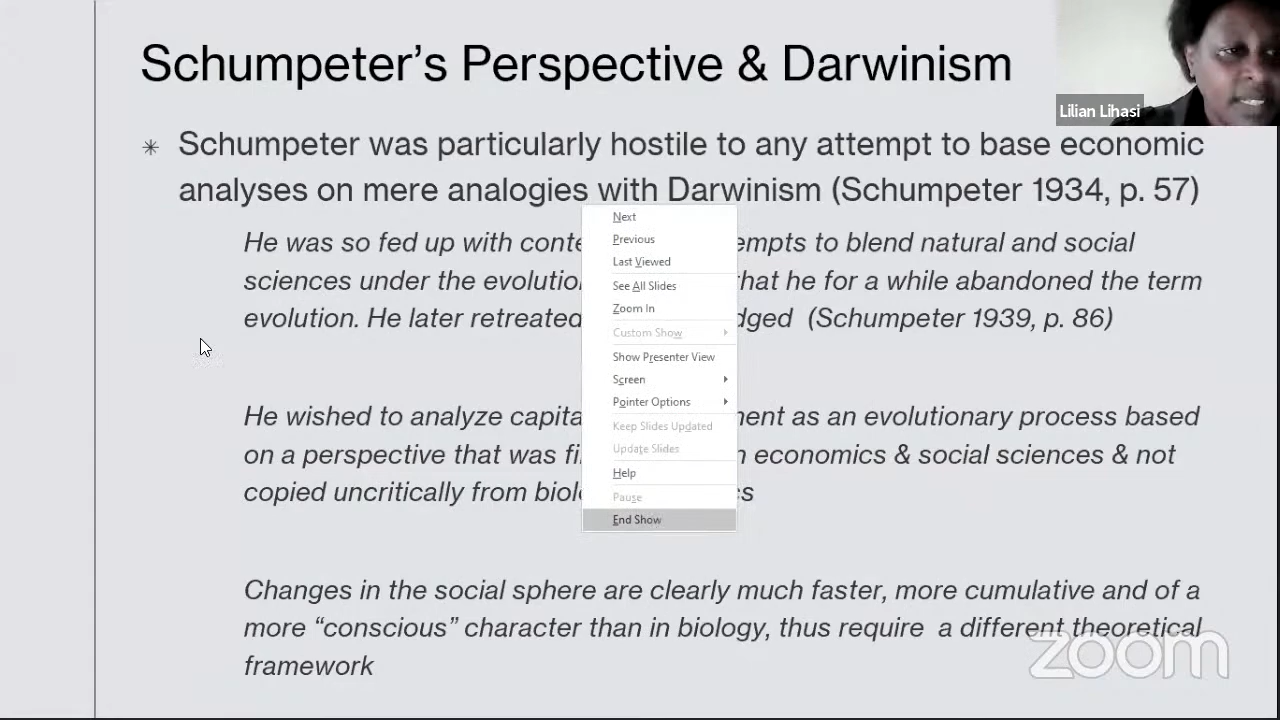 Schumpeter's Perspective & Darwinism
Lilian Lihasi
✳ Schumpeter was particularly hostile to any attempt to base economic
analyses on mere analogies with Darwinism (Schumpeter 1934, p. 57)
He was so fed up with conte empts to blend natural and social
sciences under the evolution hat he for a while abandoned the term
evolution. He later retreated dged (Schumpeter 1939, p. 86)
He wished to analyze capita ent as an evolutionary process based
on a perspective that was fi n economics & social sciences & not
copied uncritically from biol s
Changes in the social sphere are clearly much faster, more cumulative and of a
more “conscious” character than in biology, thus require a different theoretical
framework
Next
Previous
Last Viewed
See All Slides
Zoom In
Custom Show
Show Presenter View
Screen
Pointer Options
Keep Slides Updated
Update Slides
Help
Pause
End Show
zoom